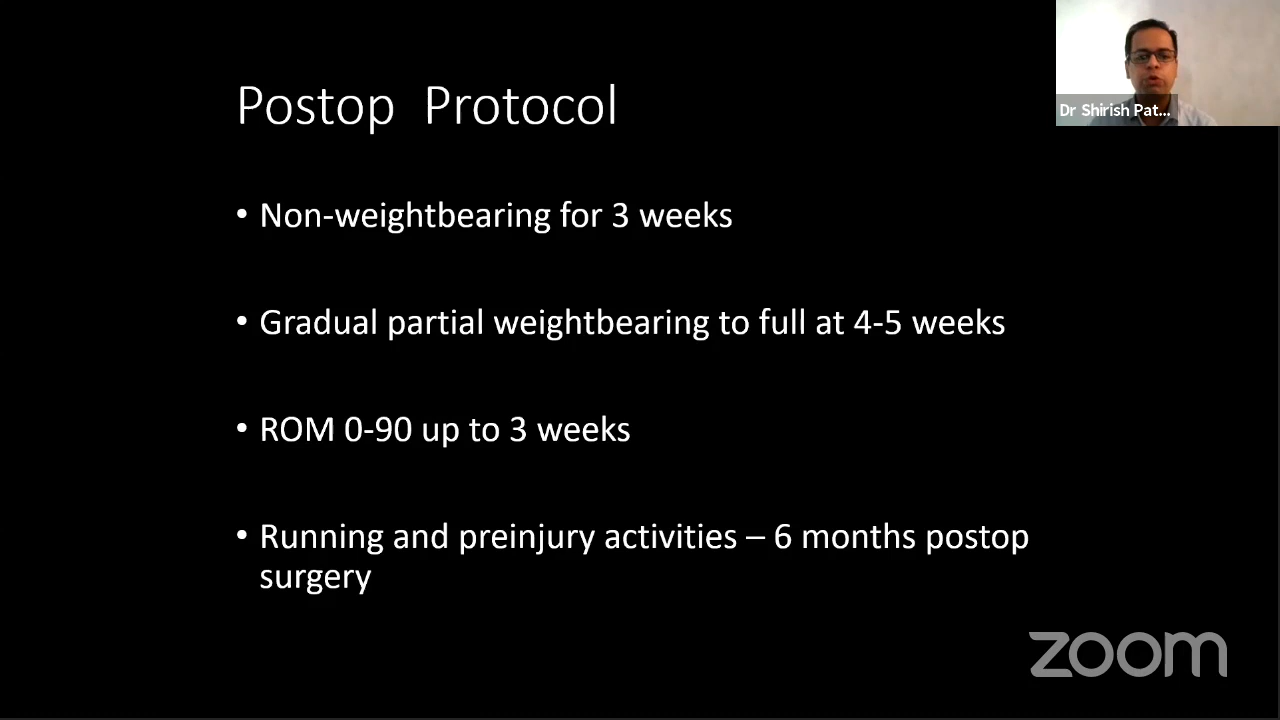 Postop Protocol
Dr Shirish Pat...
• Non-weightbearing for 3 weeks
• Gradual partial weightbearing to full at 4-5 weeks
• ROM 0-90 up to 3 weeks
• Running and preinjury activities – 6 months postop
surgery
zoom